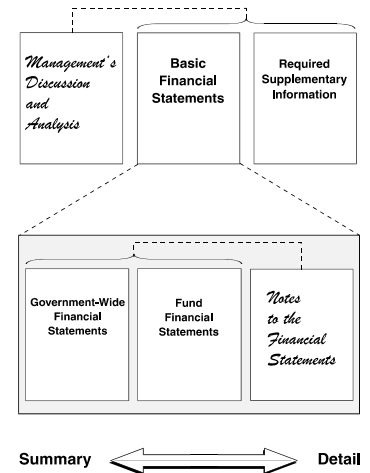 Management's
Discussion
and
Analysis
Basic
Financial
Statements
Required
Supplementary
Information
Government-Wide
Financial
Statements
Fund
Financial
Statements
Notes
to the
Financial
Statements
Summary
Detail